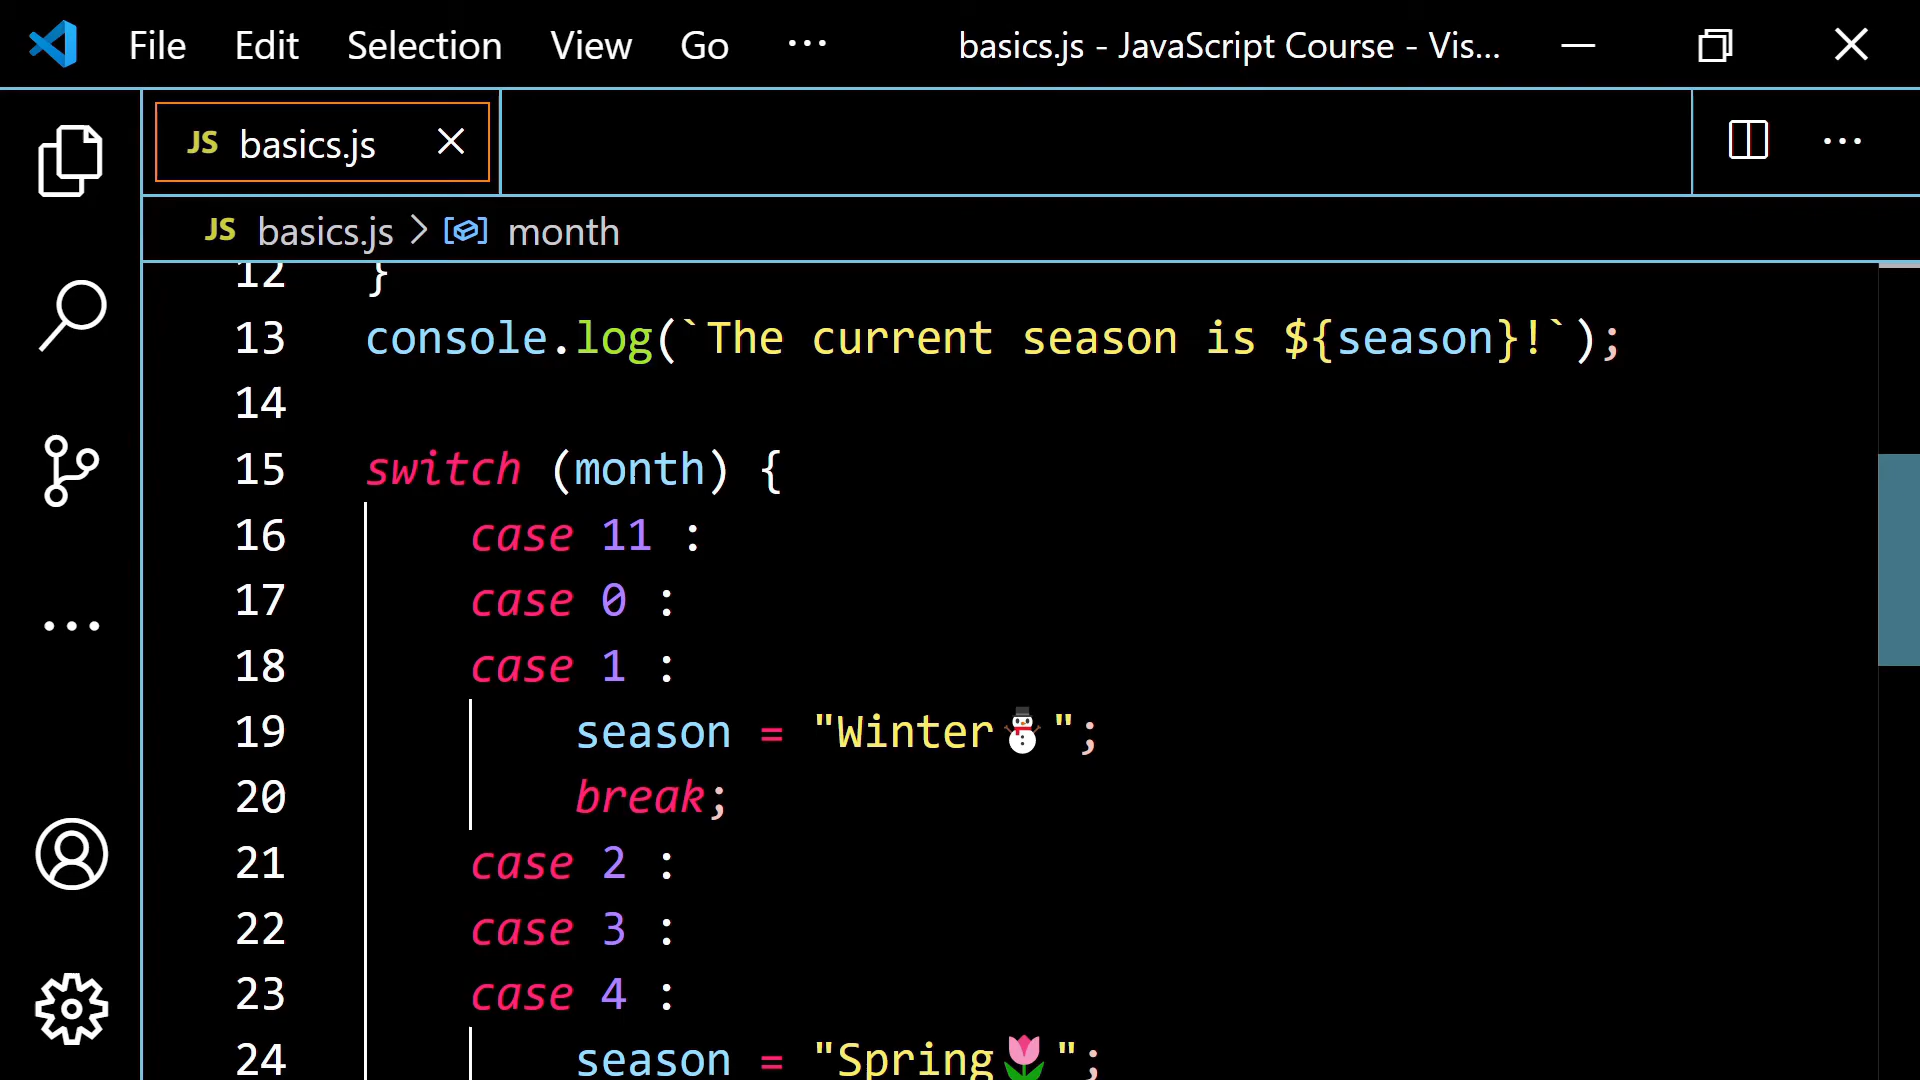 File Edit Selection View Go ··· basics.js - JavaScript Course - Vis...
JS basics.js
JS basics.js > month
12 }
13 console.log(`The current season is ${season}!`);
14
15 switch (month) {
16 case 11 :
17 case 0 :
18 case 1 :
19 season = "Winter⛄";
20 break;
21 case 2 :
22 case 3 :
23 case 4 :
24 season = "Spring🌷";